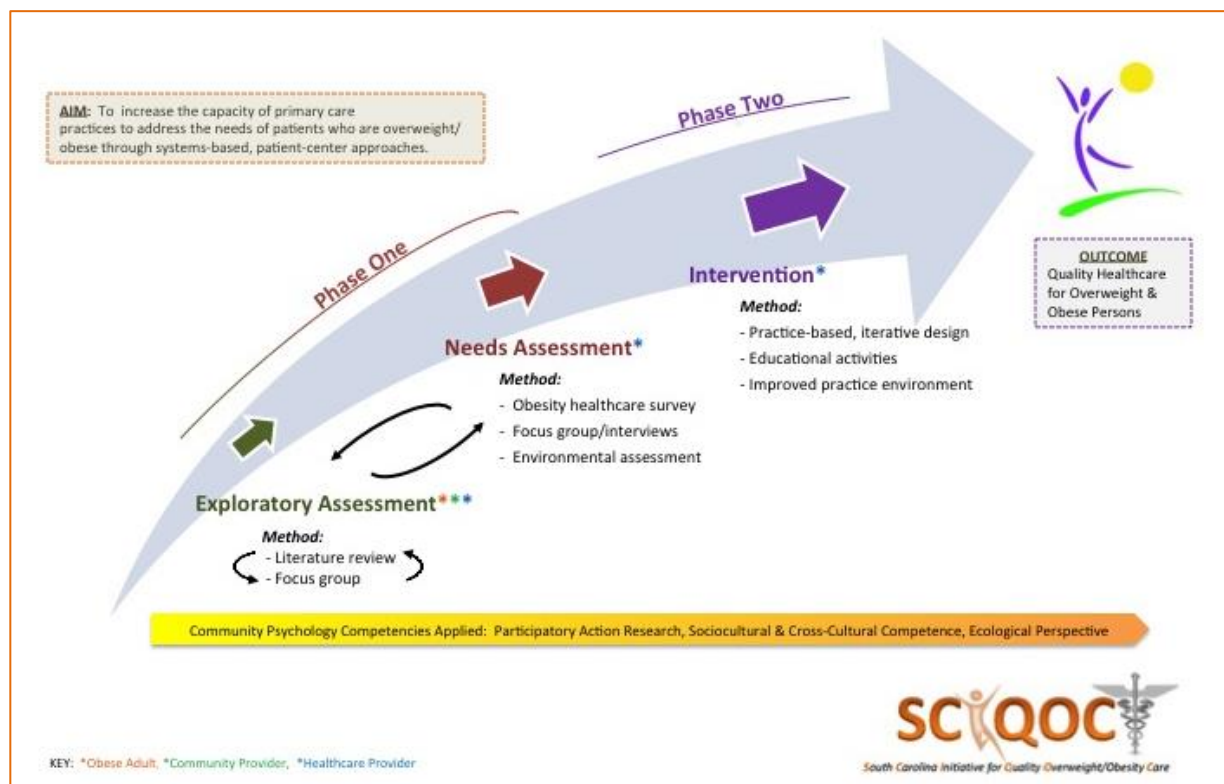 AIM: To increase the capacity of primary care
practices to address the needs of patients who are overweight/
obese through systems-based, patient-center approaches.
Phase One
Phase Two
OUTCOME
Quality Healthcare
for Overweight &
Obese Persons
Intervention*
Method:
- Practice-based, iterative design
- Educational activities
- Improved practice environment
Needs Assessment*
Method:
- Obesity healthcare survey
- Focus group/interviews
- Environmental assessment
Exploratory Assessment***
Method:
- Literature review
- Focus group
Community Psychology Competencies Applied: Participatory Action Research, Sociocultural & Cross-Cultural Competence, Ecological Perspective
SCIQOC
South Carolina Initiative for Quality Overweight/Obesity Care
KEY: *Obese Adult, *Community Provider, *Healthcare Provider